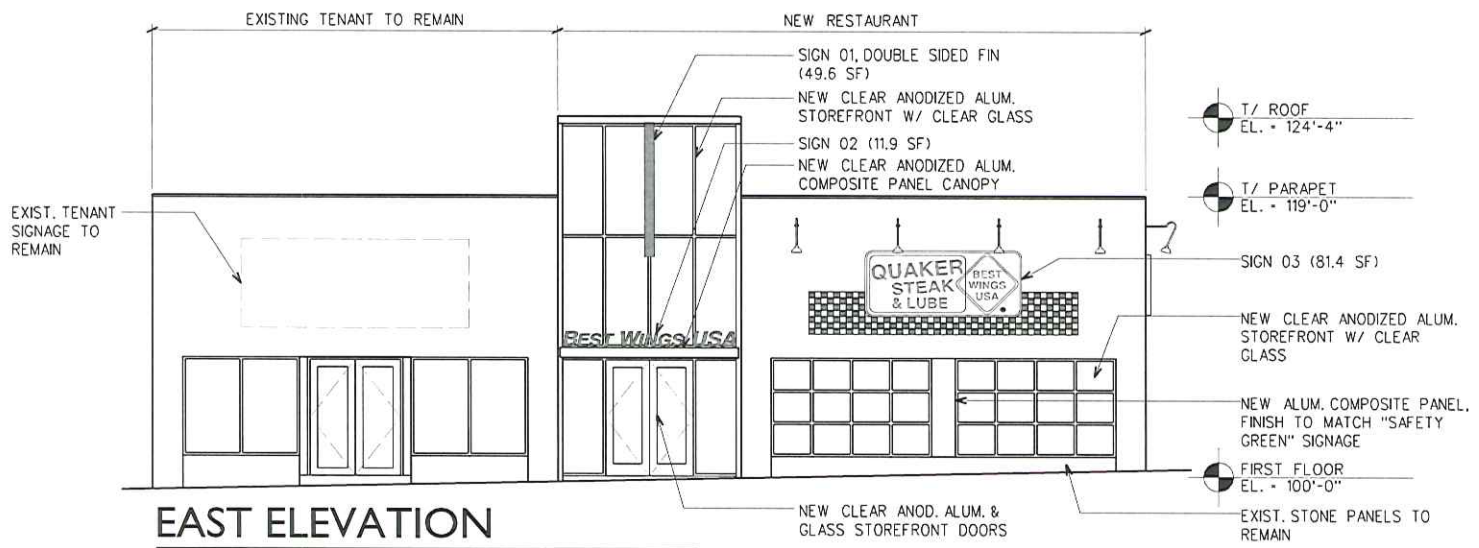 EXISTING TENANT TO REMAIN
NEW RESTAURANT
SIGN 01, DOUBLE SIDED FIN
(49.6 SF)
NEW CLEAR ANODIZED ALUM.
STOREFRONT W/ CLEAR GLASS
SIGN 02 (11.9 SF)
NEW CLEAR ANODIZED ALUM.
COMPOSITE PANEL CANOPY
T/ ROOF
EL. = 124'-4"
T/ PARAPET
EL. = 119'-0"
EXIST. TENANT
SIGNAGE TO
REMAIN
QUAKER
STEAK
& LUBE
BEST
WINGS
USA
SIGN 03 (81.4 SF)
BEST WINGS USA
NEW CLEAR ANODIZED ALUM.
STOREFRONT W/ CLEAR
GLASS
NEW ALUM. COMPOSITE PANEL,
FINISH TO MATCH "SAFETY
GREEN" SIGNAGE
FIRST FLOOR
EL. = 100'-0"
NEW CLEAR ANOD. ALUM. &
GLASS STOREFRONT DOORS
EXIST. STONE PANELS TO
REMAIN
EAST ELEVATION